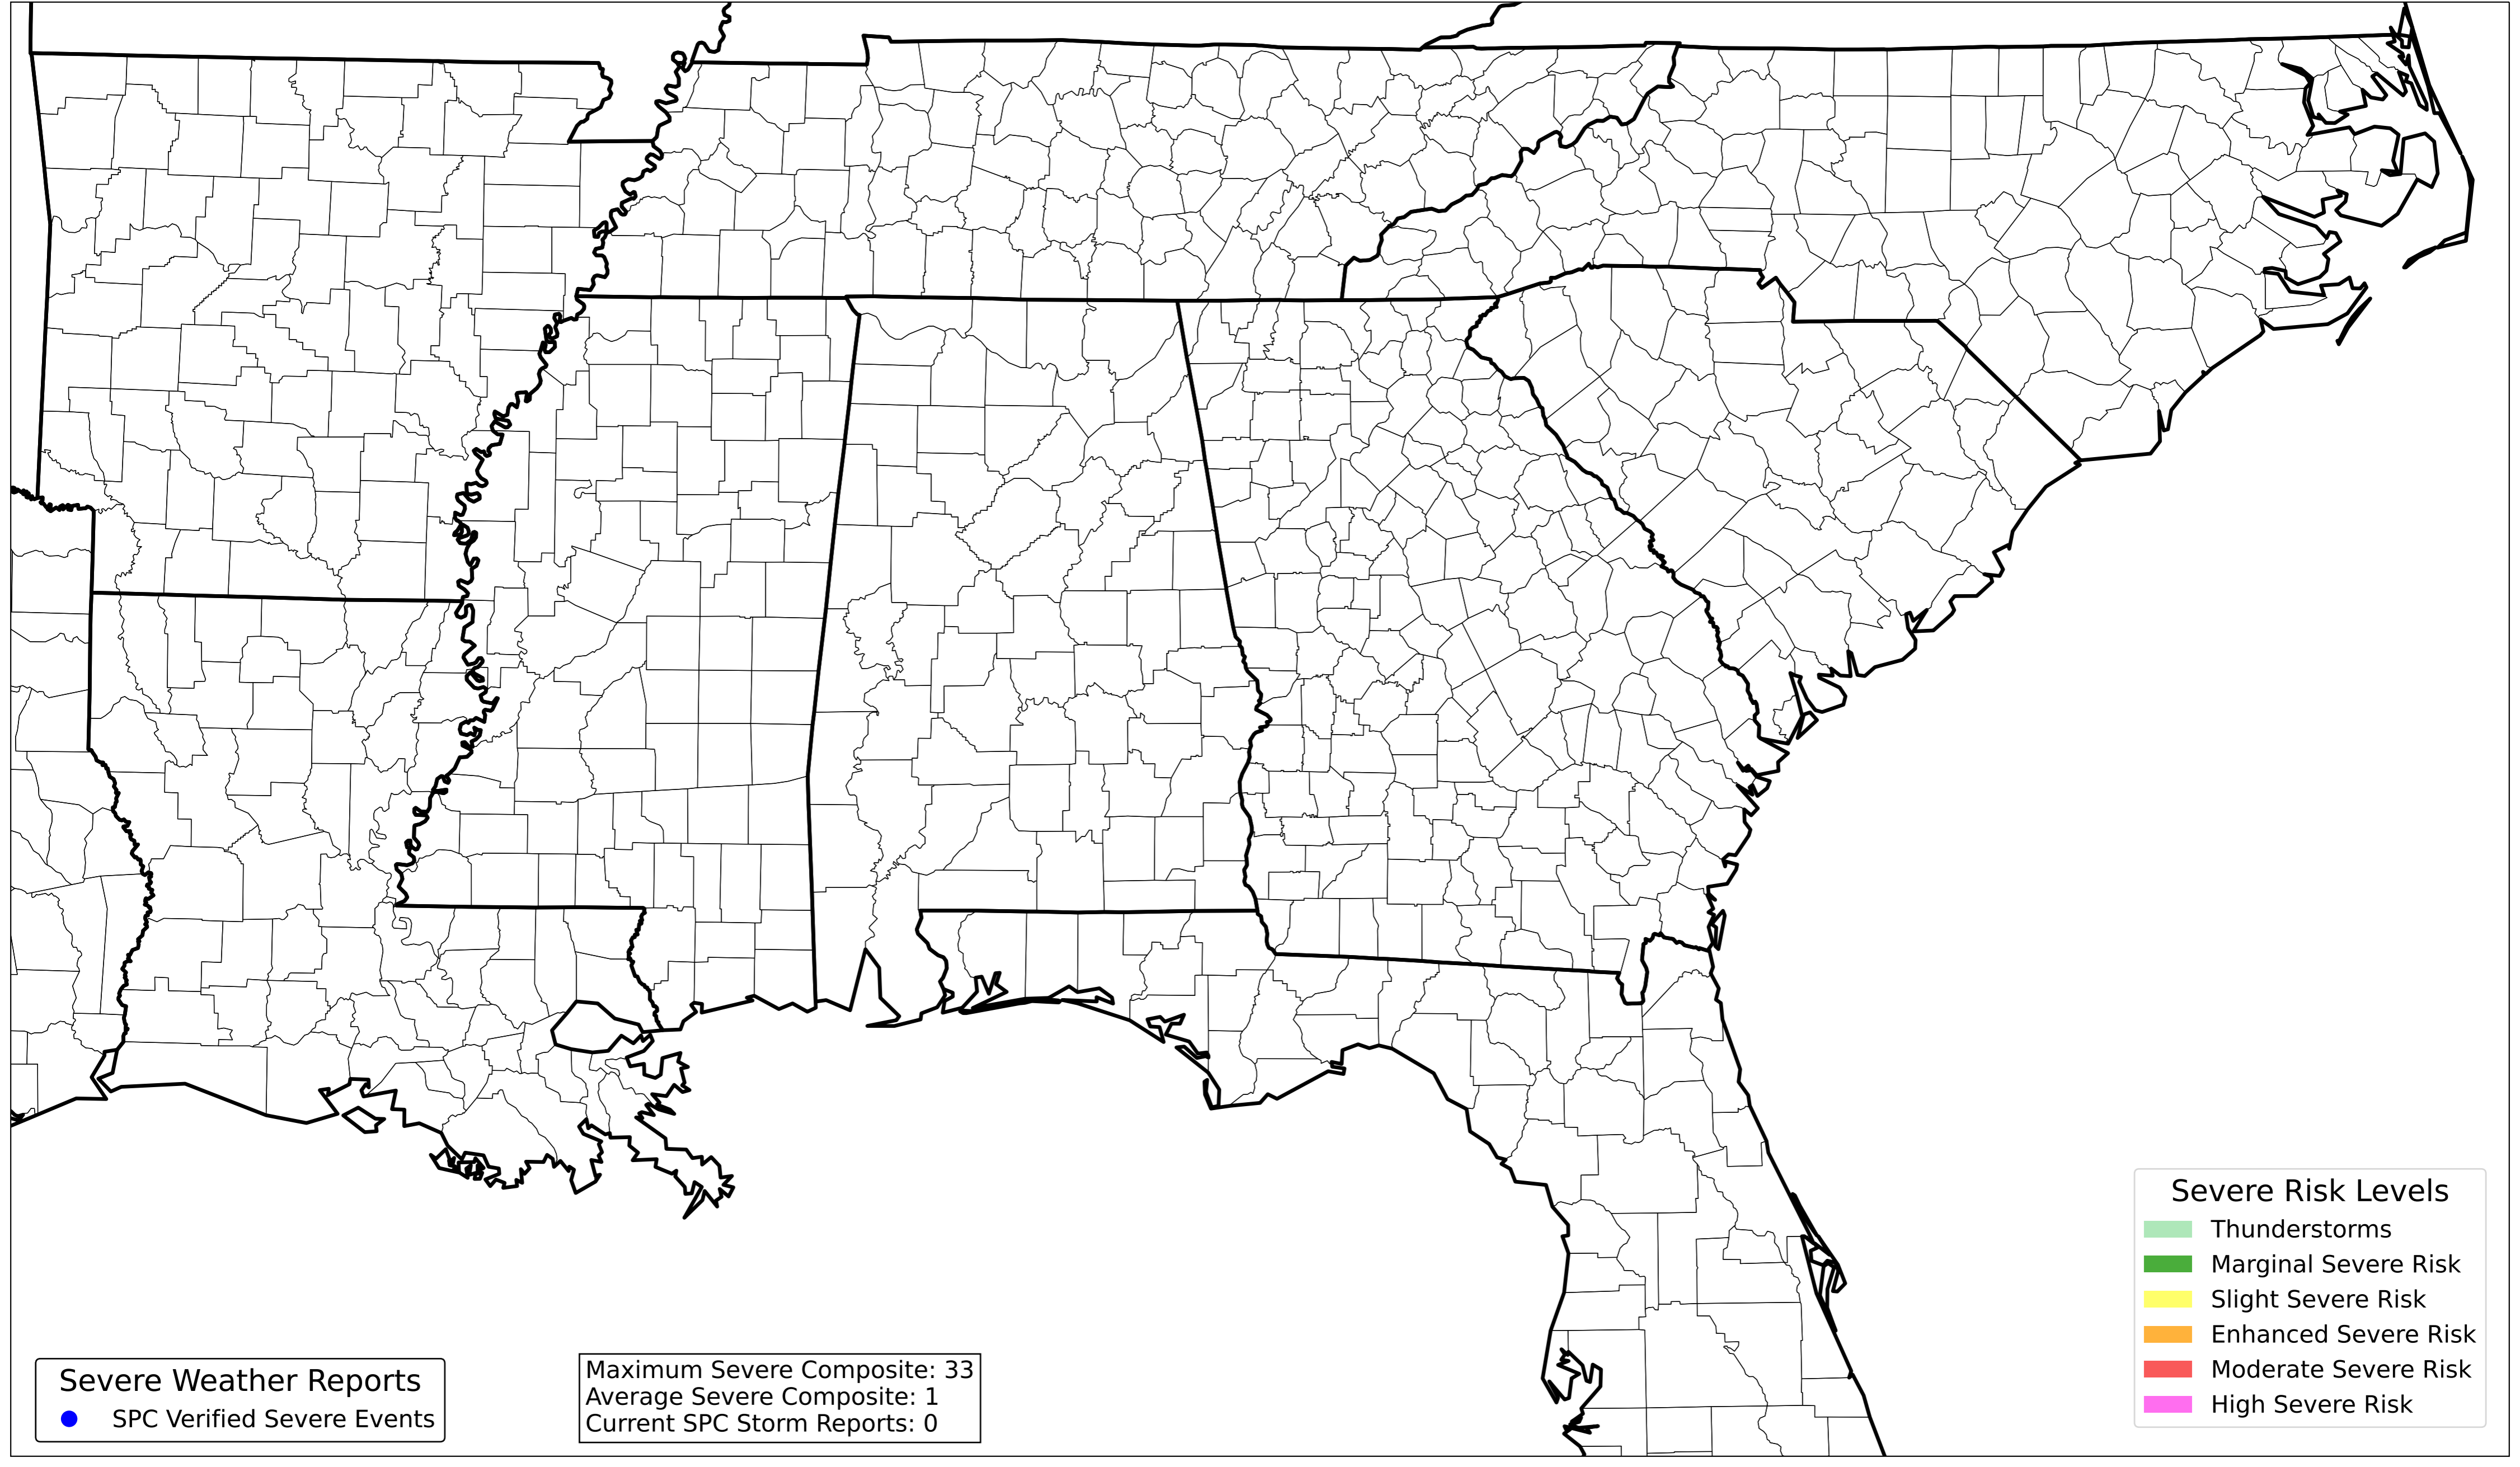 Severe Risk Levels
Thunderstorms
Marginal Severe Risk
Slight Severe Risk
Enhanced Severe Risk
Moderate Severe Risk
High Severe Risk
Severe Weather Reports
SPC Verified Severe Events
Maximum Severe Composite: 33
Average Severe Composite: 1
Current SPC Storm Reports: 0